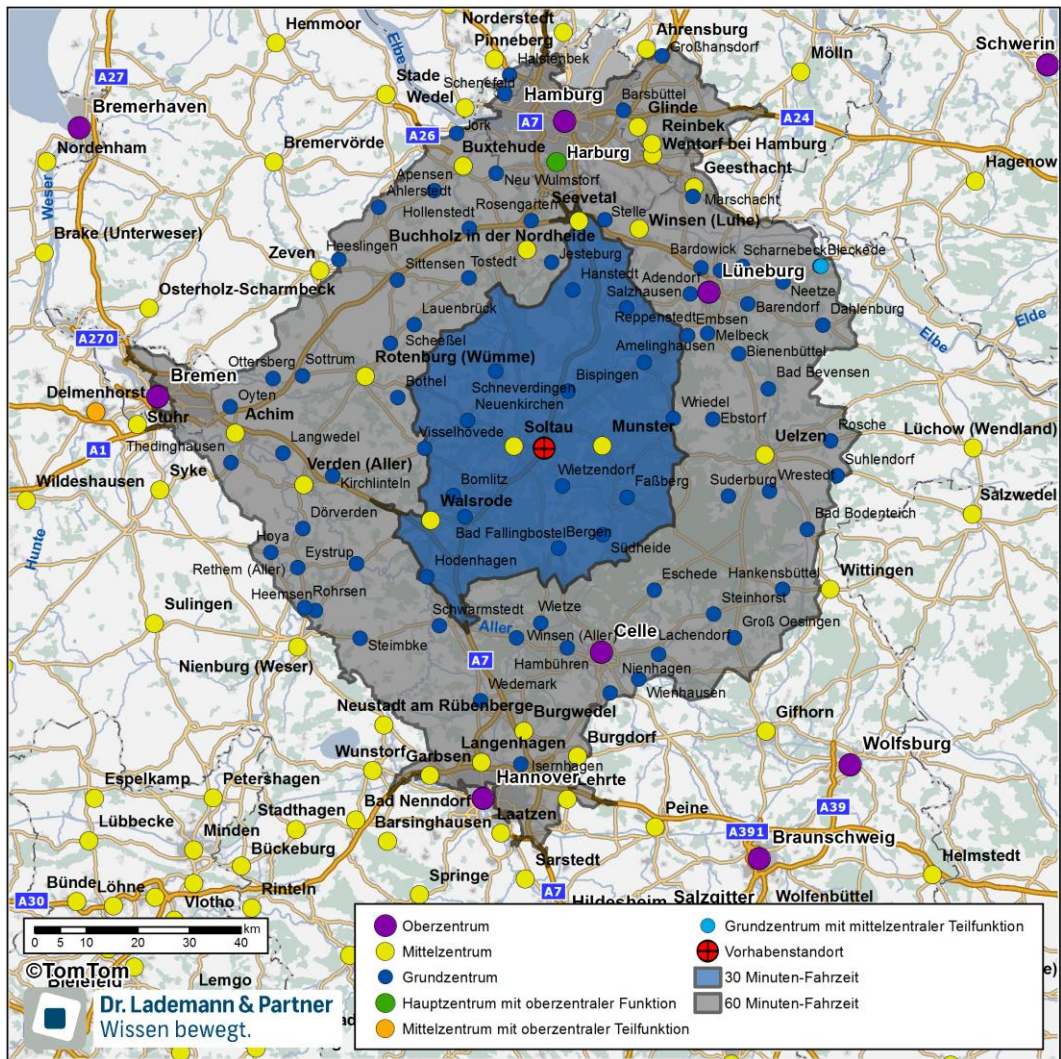 Hemmoor
Norderstedt
Pinneberg
Ahrensburg
Großhansdorf
Schwerin
Elbe
Halstenbek
Mölln
A27
Stade
Schenefeld
Wedel
Hamburg
Barsbüttel
Glinde
Bremerhaven
Jork
A7
A24
Reinbek
Nordenham
A26
Buxtehude
Harburg
Wentorf bei Hamburg
Bremervörde
Geesthacht
Hagenow
Apensen
Neu Wulmstorf
Weser
Ahlerstedt
Rosengarten
Seevetal
Marschacht
Hollenstedt
Stelle
Winsen (Luhe)
Brake (Unterweser)
Buchholz in der Nordheide
Heeslingen
Bardowick
Scharnebeck
Bleckede
Zeven
Sittensen
Tostedt
Jesteburg
Adendorf
Lüneburg
Hanstedt
Osterholz-Scharmbeck
Salzhausen
Neetze
Lauenbrück
Reppenstedt
Embsen
Barendorf
Dahlenburg
Elde
A270
Scheeßel
Melbeck
Elbe
Amelinghausen
Bienenbüttel
Ottersberg
Sottrum
Rotenburg (Wümme)
Bremen
Bispingen
Bad Bevensen
Delmenhorst
Bothel
Schneverdingen
Oyten
Neuenkirchen
Wriedel
Stuhr
Achim
Ebstorf
Rosche
Thedinghausen
Langwedel
Visselhövede
Soltau
Munster
Uelzen
Lüchow (Wendland)
A1
Suhlendorf
Syke
Verden (Aller)
Wietzendorf
Wildeshausen
Kirchlinteln
Bomlitz
Faßberg
Suderburg
Wrestedt
Salzwedel
Walsrode
Dörverden
Bad Bodenteich
Hunte
Hoya
Bad Fallingbostel
Bergen
Südheide
Eystrup
Rethem (Aller)
Hodenhagen
Eschede
Hankensbüttel
Wittingen
Heemsen
Rohrsen
Steinhorst
Sulingen
Schwarmstedt
Wietze
Groß Oesingen
Aller
Steimbke
Winsen (Aller)
Celle
Lachendorf
Nienburg (Weser)
A7
Hambühren
Nienhagen
Wedemark
Wienhausen
Neustadt am Rübenberge
Burgwedel
Gifhorn
Wunstorf
Langenhagen
Burgdorf
Garbsen
Wolfsburg
Isernhagen
Espelkamp
Petershagen
Hannover
Lehrte
Stadthagen
Bad Nenndorf
Peine
A39
Lübbecke
Laatzen
Minden
Barsinghausen
A391
Bückeburg
Braunschweig
Sarstedt
Helmstedt
Springe
Bünde
Löhne
Rinteln
A7
Hildesheim
Salzgitter
Wolfenbüttel
A30
Vlotho
km
0 10 20 30 40
©TomTom
Bielefeld
Lemgo
Dr. Lademann & Partner
Wissen bewegt.
Oberzentrum
Mittelzentrum
Grundzentrum
Hauptzentrum mit oberzentraler Funktion
Mittelzentrum mit oberzentraler Teilfunktion
Grundzentrum mit mittelzentraler Teilfunktion
Vorhabenstandort
30 Minuten-Fahrzeit
60 Minuten-Fahrzeit